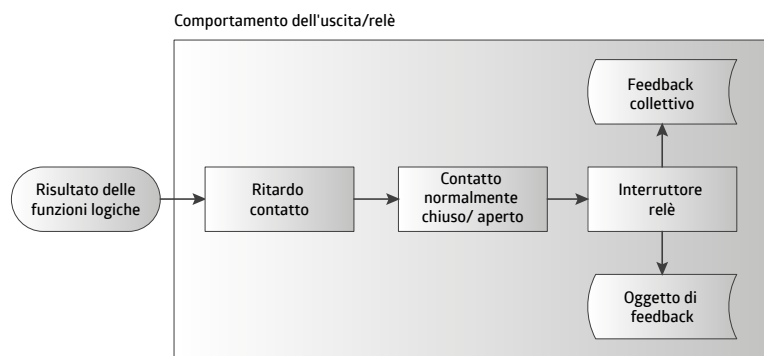 Comportamento dell'uscita/relè
Feedback
collettivo
Risultato delle
funzioni logiche
Ritardo
contatto
Contatto
normalmente
chiuso/ aperto
Interruttore
relè
Oggetto di
feedback